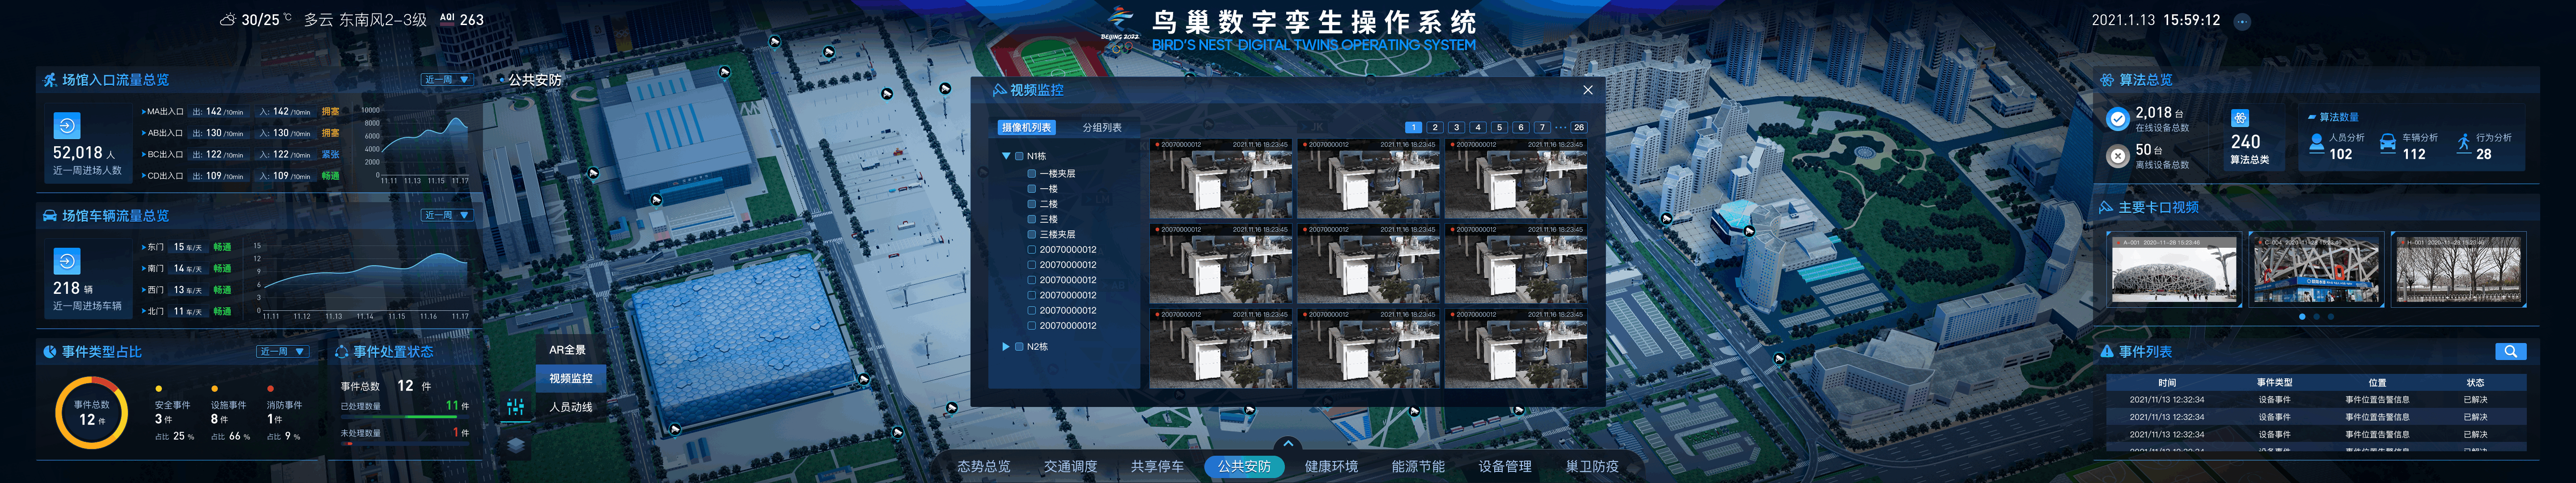 30/25 ℃ 多云 东南风2-3级 AQI 263
BEIJING 2022
鸟巢数字孪生操作系统
BIRD'S NEST DIGITAL TWINS OPERATING SYSTEM
2021.1.13 15:59:12
场馆入口流量总览
近一周
52,018 人
近一周进场人数
MA出入口 出: 142 /10min 入: 142 /10min 拥塞
AB出入口 出: 130 /10min 入: 130 /10min 拥塞
BC出入口 出: 122 /10min 入: 122 /10min 紧张
CD出入口 出: 109 /10min 入: 109 /10min 畅通
10000
8000
6000
4000
2000
0
11.11 11.13 11.15 11.17
场馆车辆流量总览
近一周
218 辆
近一周进场车辆
东门 15 车/天 畅通
南门 14 车/天 畅通
西门 13 车/天 畅通
北门 11 车/天 畅通
15
12
9
6
3
0
11.11 11.12 11.13 11.14 11.15 11.16 11.17
事件类型占比
近一周
事件总数
12 件
安全事件
3 件
占比 25 %
设施事件
8 件
占比 66 %
消防事件
1件
占比 9 %
事件处置状态
事件总数 12 件
已处理数量 11 件
未处理数量 1 件
公共安防
AR全景
视频监控
人员动线
视频监控
摄像机列表 分组列表
1 2 3 4 5 6 7 ··· 26
N1栋
一楼夹层
一楼
二楼
三楼
三楼夹层
20070000012
20070000012
20070000012
20070000012
20070000012
20070000012
N2栋
20070000012 2021.11.16 18:23:45
20070000012 2021.11.16 18:23:45
20070000012 2021.11.16 18:23:45
20070000012 2021.11.16 18:23:45
20070000012 2021.11.16 18:23:45
20070000012 2021.11.16 18:23:45
20070000012 2021.11.16 18:23:45
20070000012 2021.11.16 18:23:45
20070000012 2021.11.16 18:23:45
态势总览 交通调度 共享停车 公共安防 健康环境 能源节能 设备管理 巢卫防疫
算法总览
2,018 台
在线设备总数
50 台
离线设备总数
240
算法总类
算法数量
人员分析
102
车辆分析
112
行为分析
28
主要卡口视频
A-001 2020-11-28 15:23:46
C-004 2020-11-28 15:23:46
H-001 2020-11-28 15:23:46
事件列表
时间 事件类型 位置 状态
2021/11/13 12:32:34 设备事件 事件位置告警信息 已解决
2021/11/13 12:32:34 设备事件 事件位置告警信息 已解决
2021/11/13 12:32:34 设备事件 事件位置告警信息 已解决